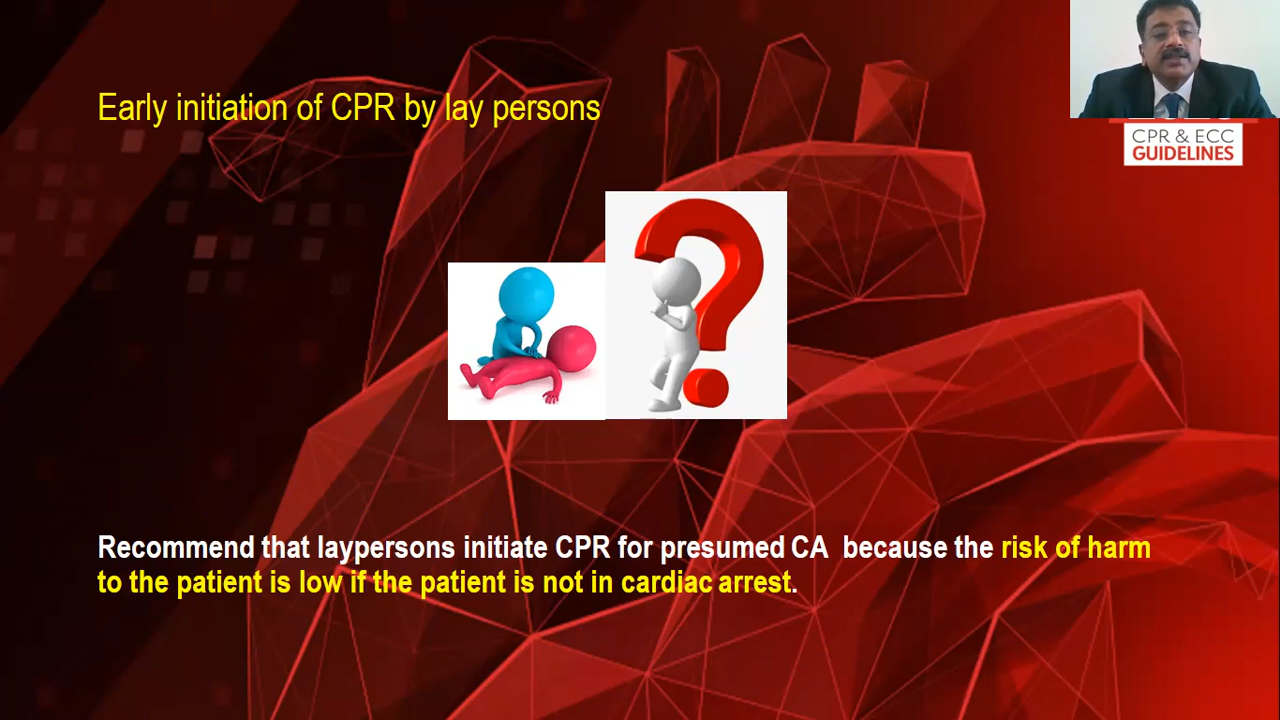 Early initiation of CPR by lay persons
CPR & ECC
GUIDELINES
Recommend that laypersons initiate CPR for presumed CA because the risk of harm
to the patient is low if the patient is not in cardiac arrest.